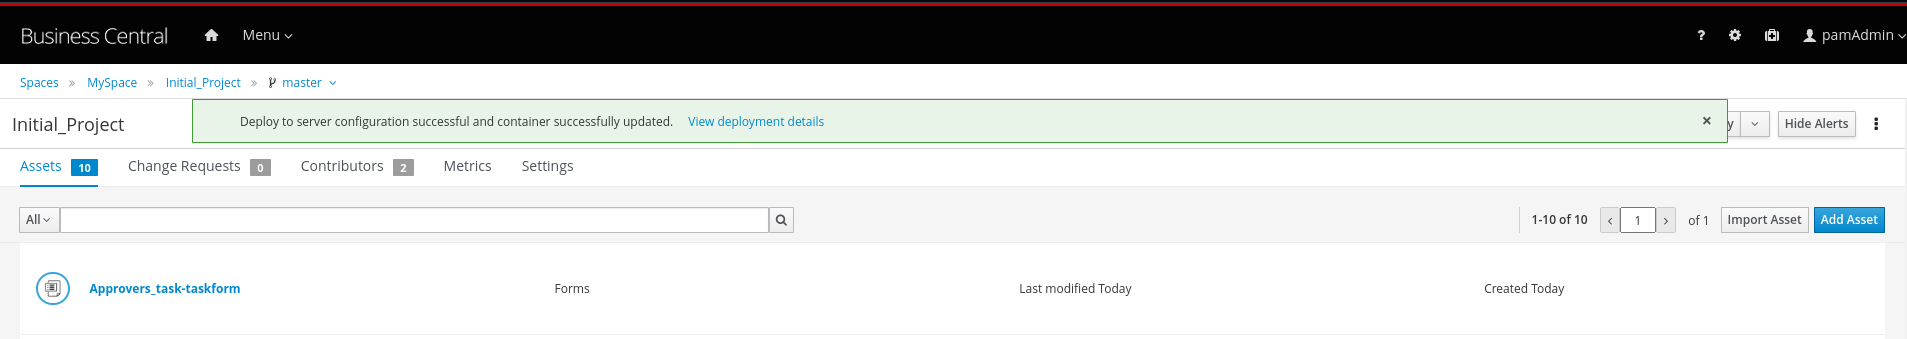 Business Central Menu ? pamAdmin
Spaces » MySpace » Initial_Project » master
Initial_Project Deploy to server configuration successful and container successfully updated. View deployment details × y Hide Alerts
Assets 10 Change Requests 0 Contributors 2 Metrics Settings
All 1-10 of 10 < 1 > of 1 Import Asset Add Asset
Approvers_task-taskform Forms Last modified Today Created Today